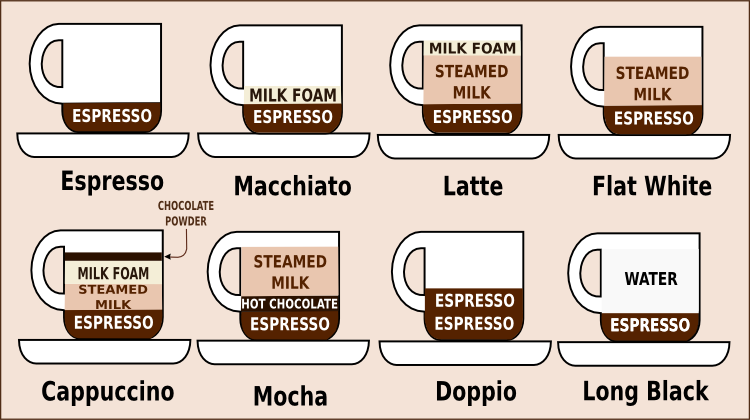 ESPRESSO
Espresso
MILK FOAM
ESPRESSO
Macchiato
MILK FOAM
STEAMED
MILK
ESPRESSO
Latte
STEAMED
MILK
ESPRESSO
Flat White
CHOCOLATE
POWDER
MILK FOAM
STEAMED
MILK
ESPRESSO
Cappuccino
STEAMED
MILK
HOT CHOCOLATE
ESPRESSO
Mocha
ESPRESSO
ESPRESSO
Doppio
WATER
ESPRESSO
Long Black